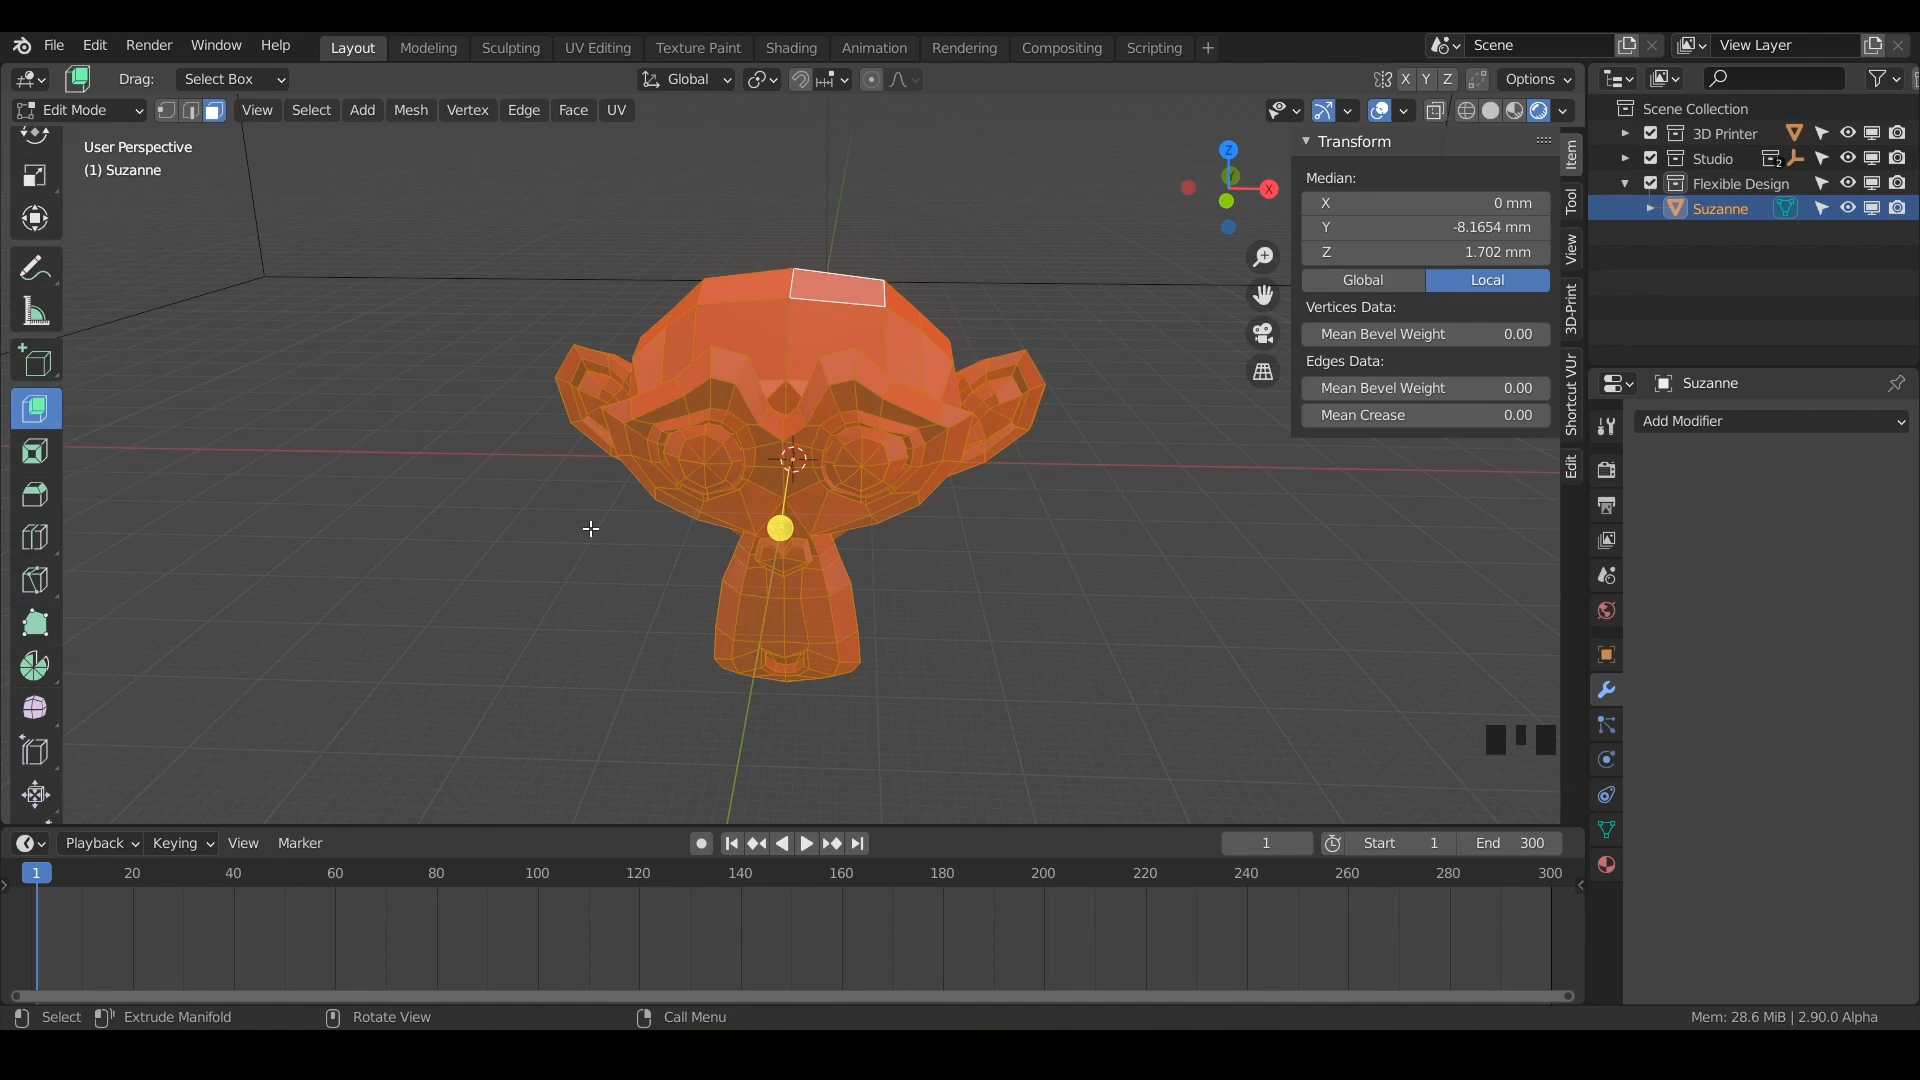 File Edit Render Window Help Layout Modeling Sculpting UV Editing Texture Paint Shading Animation Rendering Compositing Scripting + Scene View Layer
Drag: Select Box Global X Y Z Options
Edit Mode View Select Add Mesh Vertex Edge Face UV
User Perspective
(1) Suzanne
Z
X
Transform
Median:
X 0 mm
Y -8.1654 mm
Z 1.702 mm
Global Local
Vertices Data:
Mean Bevel Weight 0.00
Edges Data:
Mean Bevel Weight 0.00
Mean Crease 0.00
Item
Tool
View
3D-Print
Shortcut VUr
Edit
Scene Collection
3D Printer
Studio 2
Flexible Design
Suzanne
Suzanne
Add Modifier
Playback Keying View Marker 1 Start 1 End 300
1 20 40 60 80 100 120 140 160 180 200 220 240 260 280 300
Select Extrude Manifold Rotate View Call Menu Mem: 28.6 MiB | 2.90.0 Alpha